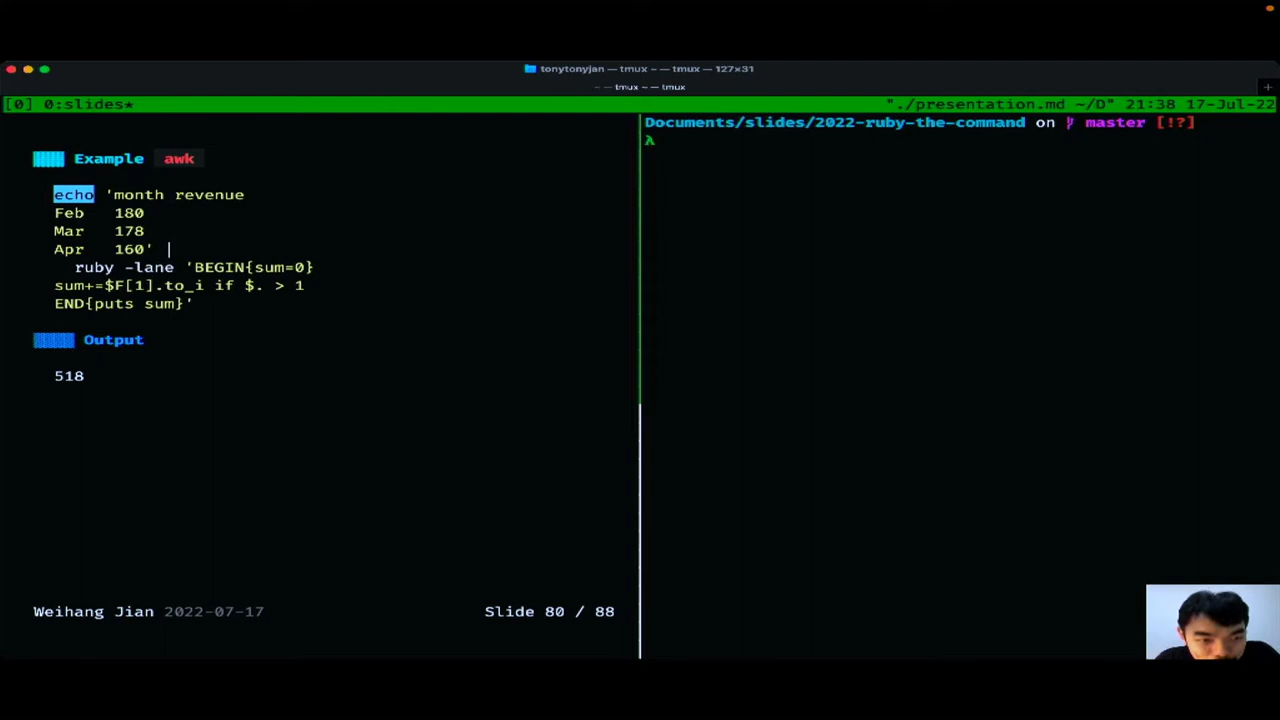 tonytonyjan — tmux ~ — tmux — 127×31
~ — tmux ~ — tmux
[0] 0:slides* "./presentation.md ~/D" 21:38 17-Jul-22
Example awk
echo 'month revenue
Feb 180
Mar 178
Apr 160' |
ruby -lane 'BEGIN{sum=0}
sum+=$F[1].to_i if $. > 1
END{puts sum}'
Output
518
Weihang Jian 2022-07-17 Slide 80 / 88
Documents/slides/2022-ruby-the-command on master [!?]
λ